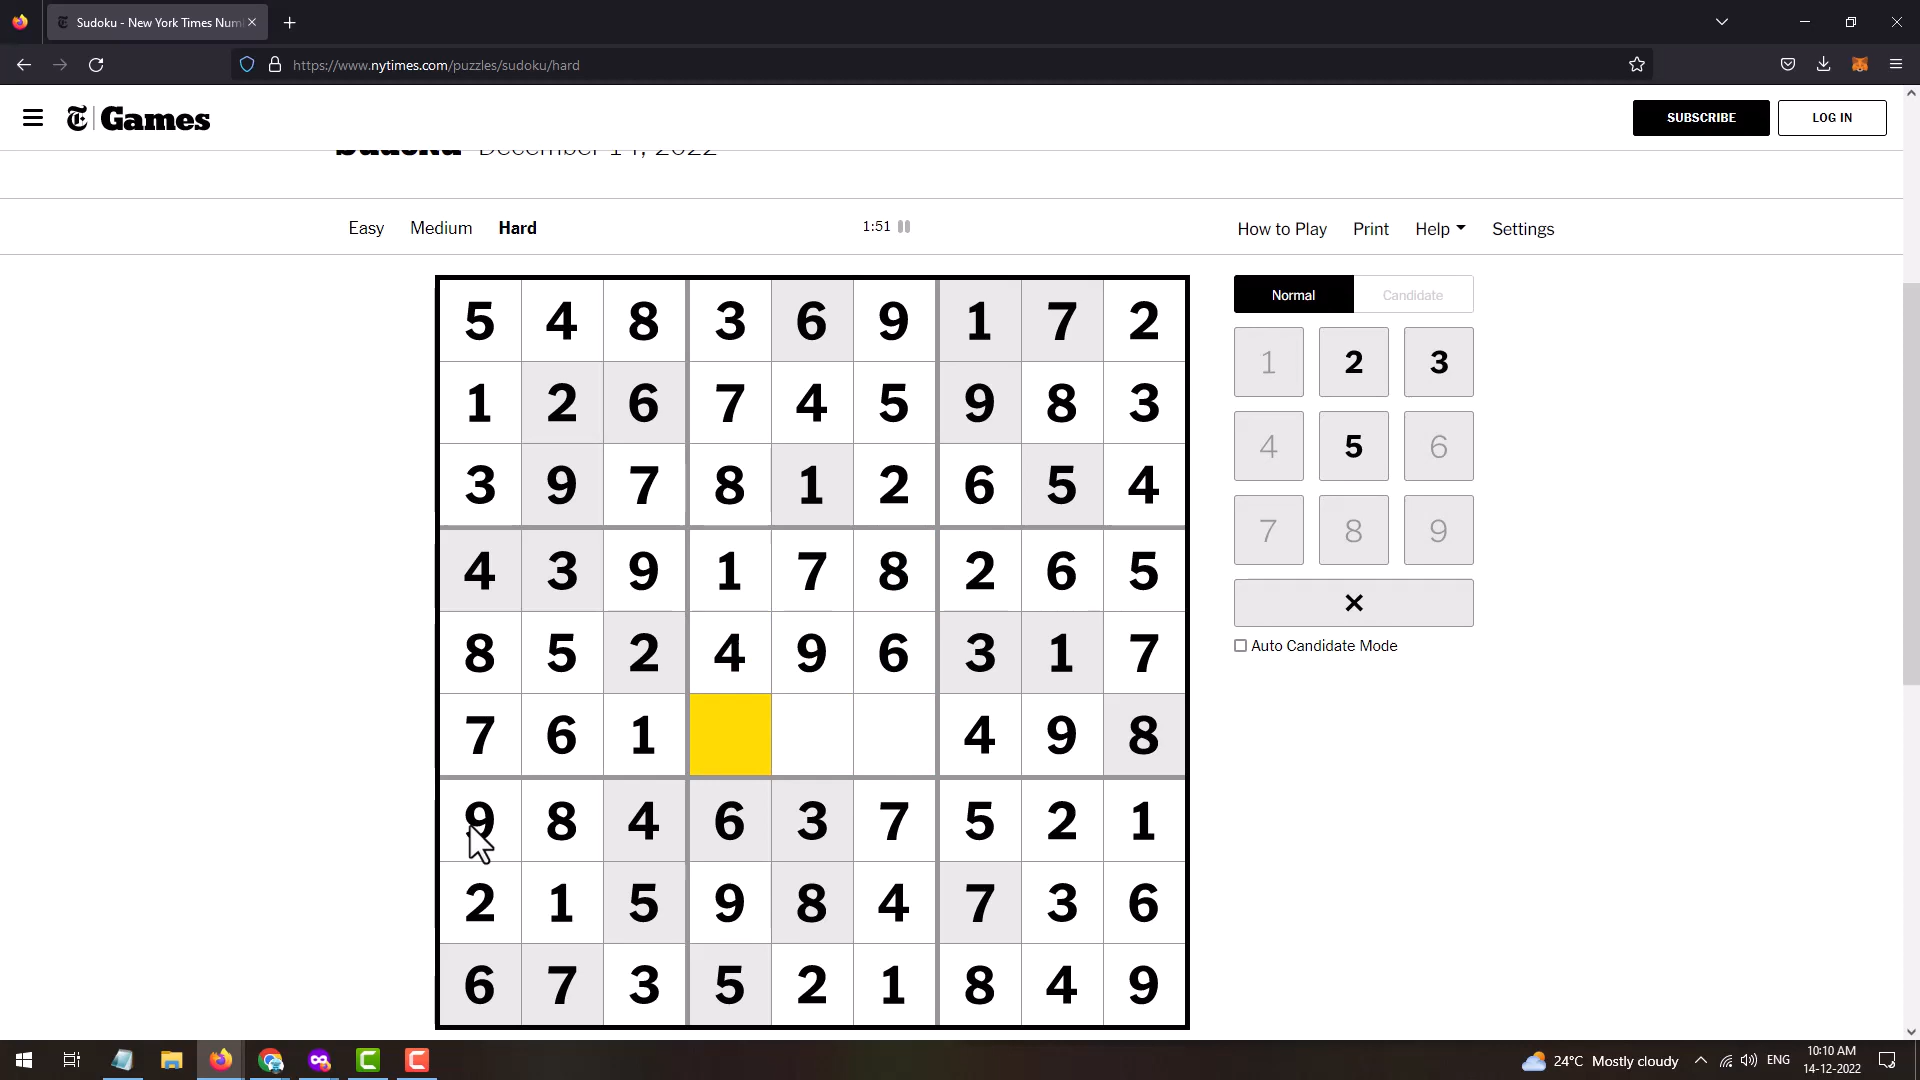 Sudoku - New York Times Num
https://www.nytimes.com/puzzles/sudoku/hard
T Games
SUBSCRIBE
LOG IN
Sudoku December 14, 2022
Easy Medium Hard
1:51
How to Play Print Help Settings
5 4 8 3 6 9 1 7 2
1 2 6 7 4 5 9 8 3
3 9 7 8 1 2 6 5 4
4 3 9 1 7 8 2 6 5
8 5 2 4 9 6 3 1 7
7 6 1 4 9 8
9 8 4 6 3 7 5 2 1
2 1 5 9 8 4 7 3 6
6 7 3 5 2 1 8 4 9
Normal Candidate
1 2 3
4 5 6
7 8 9
Auto Candidate Mode
24°C Mostly cloudy
ENG
10:10 AM
14-12-2022